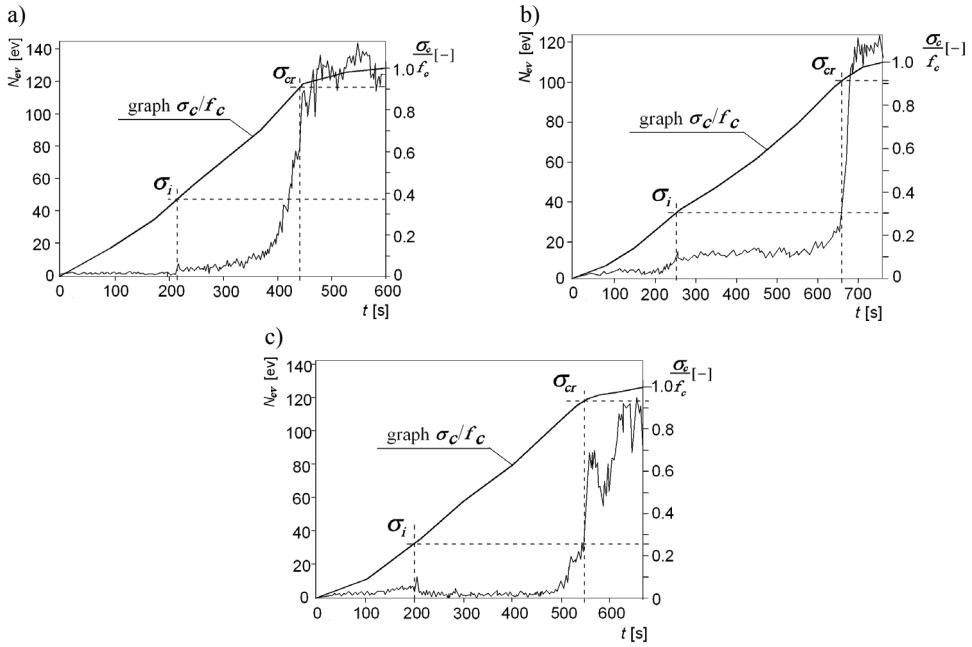 a)
N_ev [ev]
140
120
100
80
60
40
20
0
0 100 200 300 400 500 600
t [s]
σ_c/f_c [−]
1.0
0.8
0.6
0.4
0.2
0
σ_cr
graph σ_c/f_c
σ_i
b)
N_ev [ev]
120
100
80
60
40
20
0
0 100 200 300 400 500 600 700
t [s]
σ_c/f_c [−]
1.0
0.8
0.6
0.4
0.2
0
σ_cr
graph σ_c/f_c
σ_i
c)
N_ev [ev]
140
120
100
80
60
40
20
0
0 100 200 300 400 500 600
t [s]
σ_c/f_c [−]
1.0
0.8
0.6
0.4
0.2
0
σ_cr
graph σ_c/f_c
σ_i